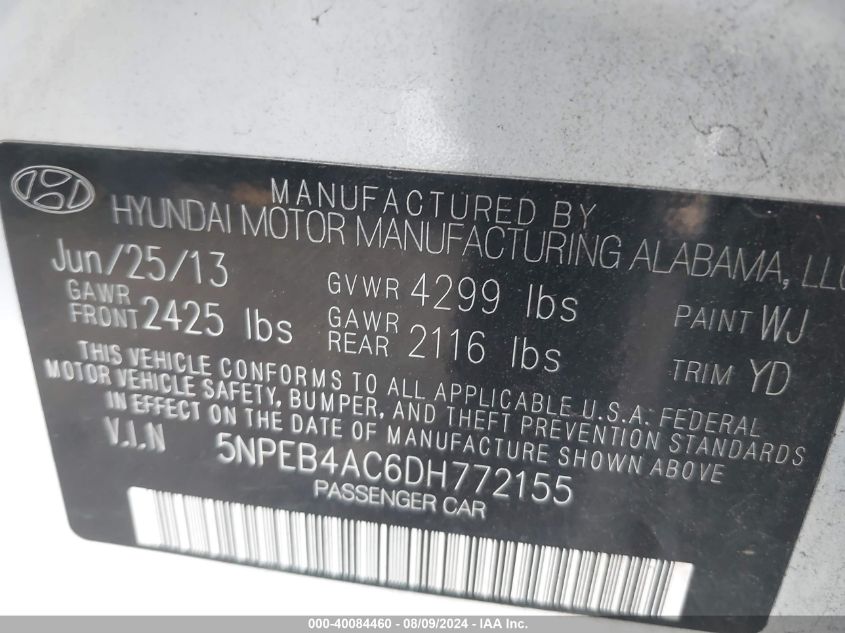 MANUFACTURED BY
HYUNDAI MOTOR MANUFACTURING ALABAMA, LLC
Jun/25/13 GVWR 4299 lbs PAINT WJ
GAWR FRONT 2425 lbs GAWR REAR 2116 lbs TRIM YD
THIS VEHICLE CONFORMS TO ALL APPLICABLE U.S.A. FEDERAL
MOTOR VEHICLE SAFETY, BUMPER, AND THEFT PREVENTION STANDARDS
IN EFFECT ON THE DATE OF MANUFACTURE SHOWN ABOVE
V.I.N 5NPEB4AC6DH772155
PASSENGER CAR
000-40084460 - 08/09/2024 - IAA Inc.